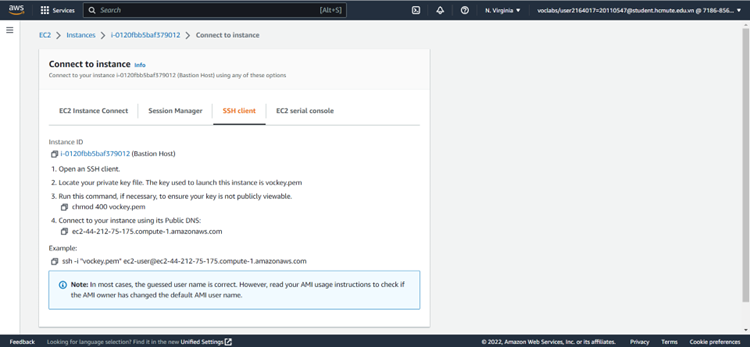 aws
Services
Search
[Alt+S]
N. Virginia
voclabs/user2164017=20110547@student.hcmute.edu.vn @ 7186-856...
EC2 > Instances > i-0120fbb5baf379012 > Connect to instance
Connect to instance Info
Connect to your instance i-0120fbb5baf379012 (Bastion Host) using any of these options
EC2 Instance Connect
Session Manager
SSH client
EC2 serial console
Instance ID
i-0120fbb5baf379012 (Bastion Host)
1. Open an SSH client.
2. Locate your private key file. The key used to launch this instance is vockey.pem
3. Run this command, if necessary, to ensure your key is not publicly viewable.
chmod 400 vockey.pem
4. Connect to your instance using its Public DNS:
ec2-44-212-75-175.compute-1.amazonaws.com
Example:
ssh -i "vockey.pem" ec2-user@ec2-44-212-75-175.compute-1.amazonaws.com
Note: In most cases, the guessed user name is correct. However, read your AMI usage instructions to check if
the AMI owner has changed the default AMI user name.
Feedback
Looking for language selection? Find it in the new Unified Settings
© 2022, Amazon Web Services, Inc. or its affiliates.
Privacy
Terms
Cookie preferences